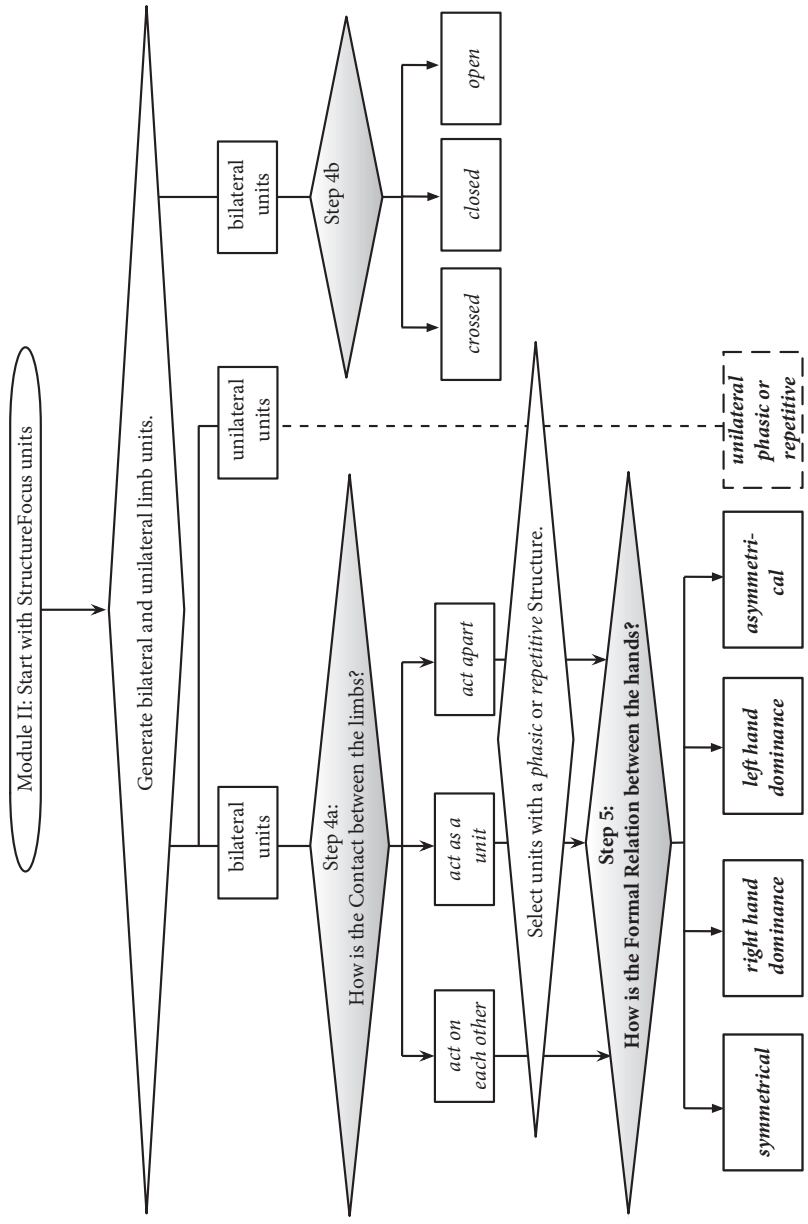 Module II: Start with StructureFocus units
Generate bilateral and unilateral limb units.
bilateral
units
unilateral
units
bilateral
units
Step 4a:
How is the Contact between the limbs?
Step 4b
act on
each other
act as a
unit
act apart
crossed
closed
open
Select units with a phasic or repetitive Structure.
Step 5:
How is the Formal Relation between the hands?
symmetrical
right hand
dominance
left hand
dominance
asymmetri-
cal
unilateral
phasic or
repetitive